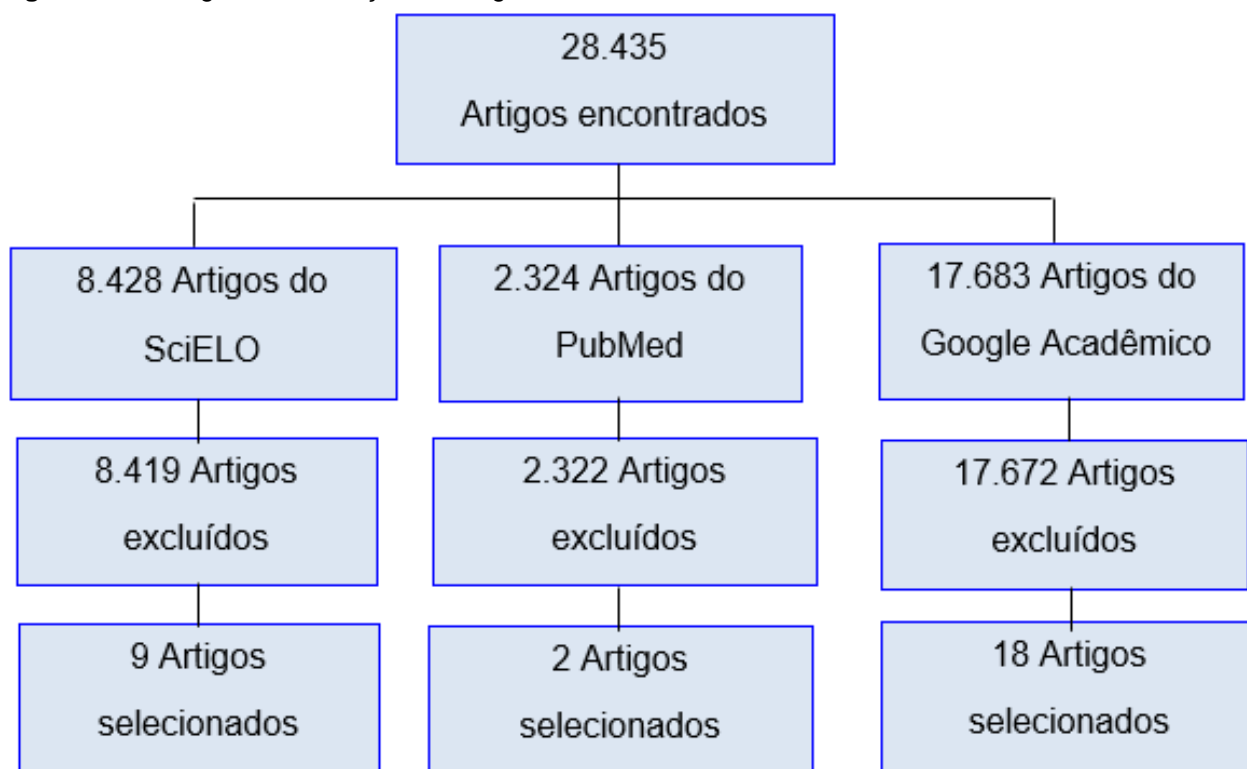 28.435
Artigos encontrados
8.428 Artigos do
SciELO
2.324 Artigos do
PubMed
17.683 Artigos do
Google Acadêmico
8.419 Artigos
excluídos
2.322 Artigos
excluídos
17.672 Artigos
excluídos
9 Artigos
selecionados
2 Artigos
selecionados
18 Artigos
selecionados